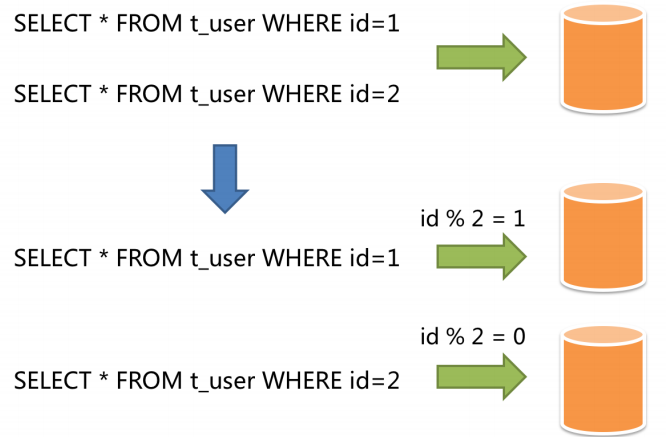 SELECT * FROM t_user WHERE id=1
SELECT * FROM t_user WHERE id=2
id % 2 = 1
SELECT * FROM t_user WHERE id=1
id % 2 = 0
SELECT * FROM t_user WHERE id=2